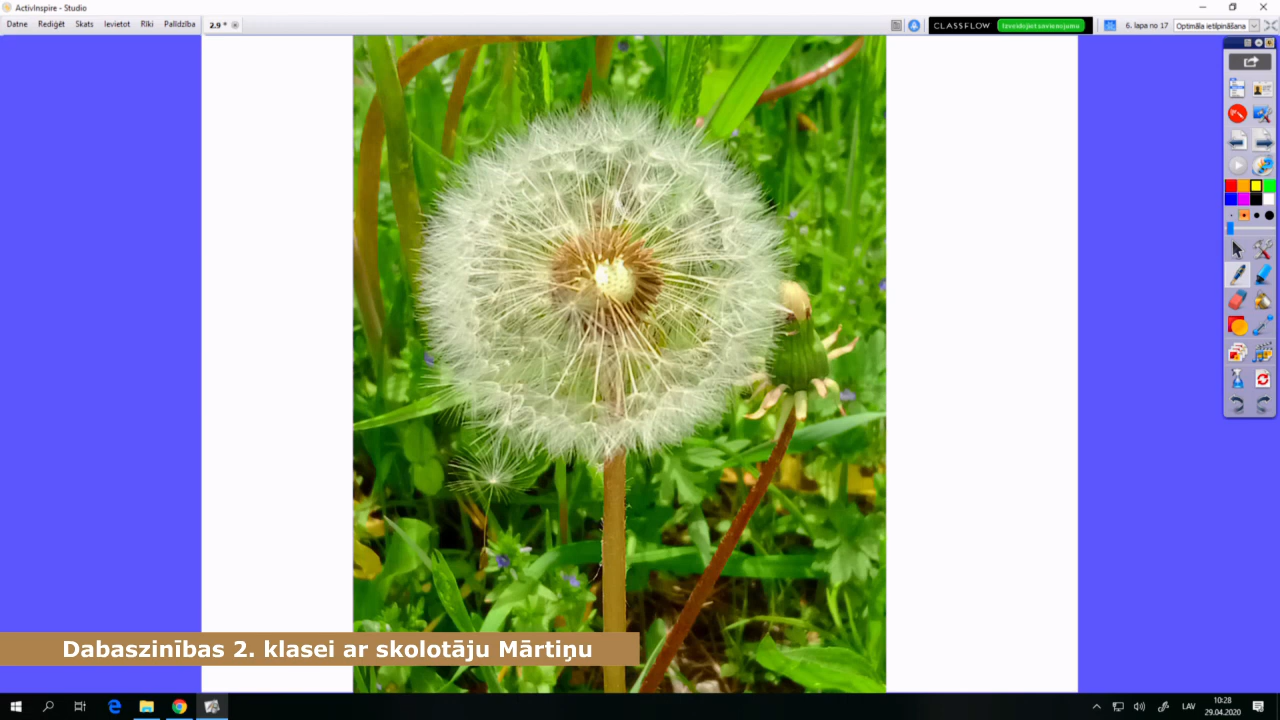 ActivInspire - Studio
Datne Rediģēt Skats Ievietot Rīki Palīdzība 2.9 *
CLASSFLOW Izveidojiet savienojumu 6. lapa no 17 Optimāla ietilpināšana
Dabaszinības 2. klasei ar skolotāju Mārtiņu
LAV 10:28
29.04.2020